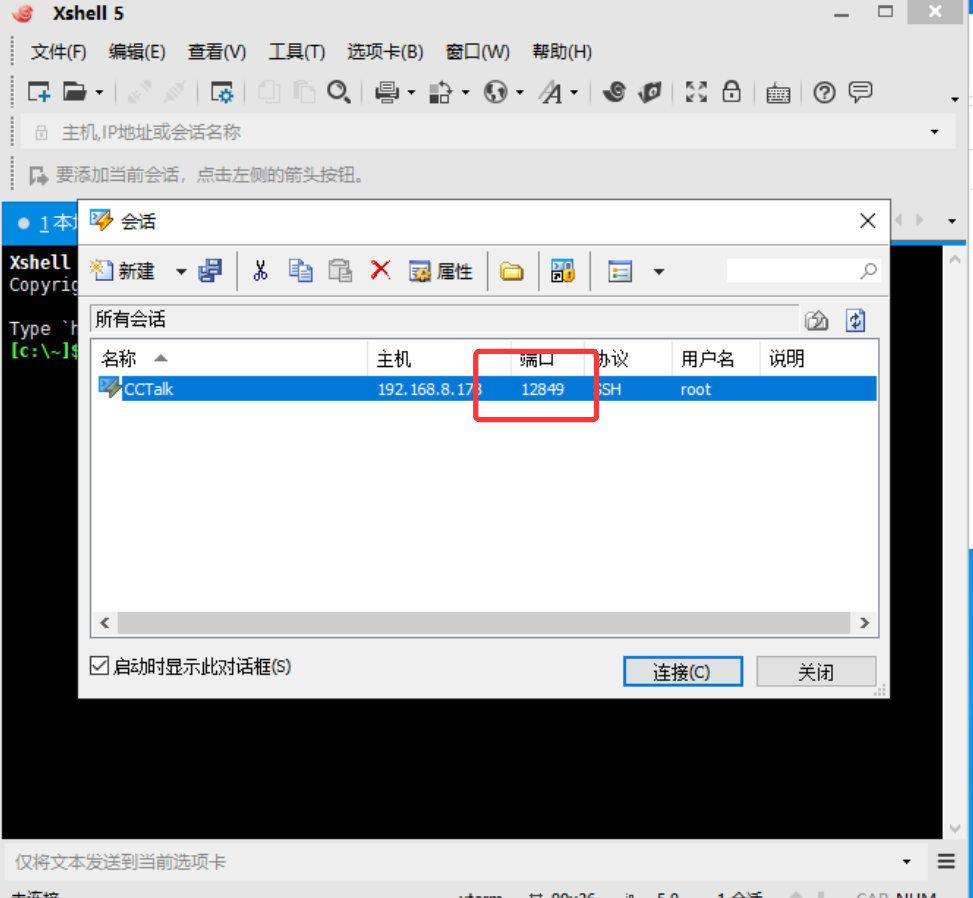 Xshell 5
文件(F) 编辑(E) 查看(V) 工具(T) 选项卡(B) 窗口(W) 帮助(H)
主机,IP地址或会话名称
要添加当前会话，点击左侧的箭头按钮。
1 本
会话
Xshell
新建 属性
Copyrig
所有会话
Type `h
[c:\~]$
名称 主机 端口 协议 用户名 说明
CCTalk 192.168.8.173 12849 SSH root
启动时显示此对话框(S) 连接(C) 关闭
仅将文本发送到当前选项卡
未连接 xterm 5.0 1 会话 CAP NUM